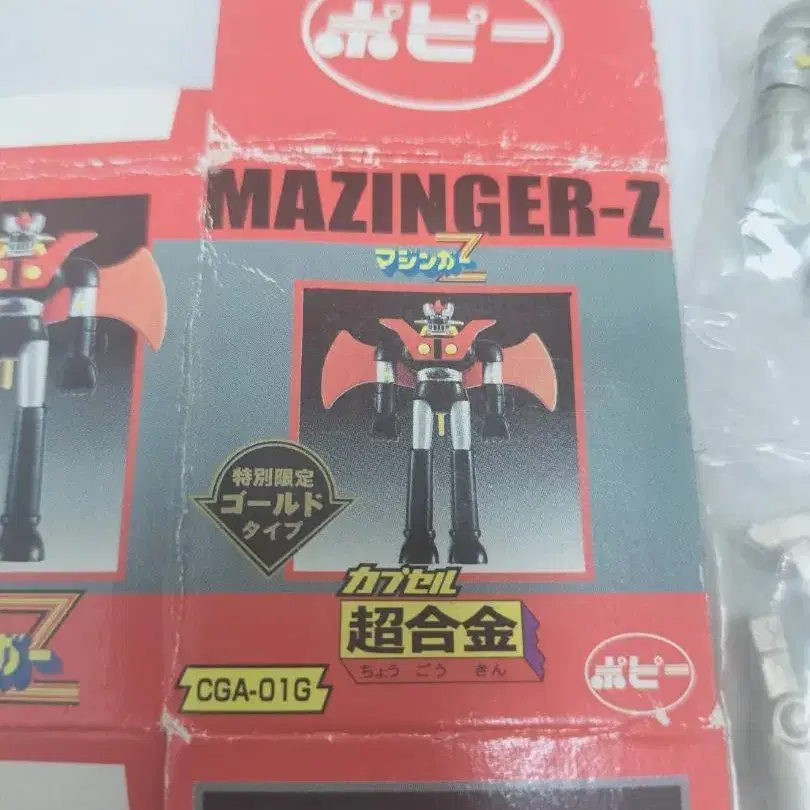 ポピー
MAZINGER-Z
マジンガーZ
特別限定
ゴールド
タイプ
カプセル
超合金
ちょう ごう きん
CGA-01G
ポピー
ガー Z